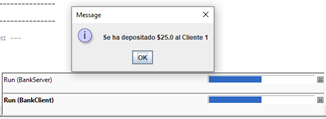 Message
Se ha depositado $25.0 al Cliente 1
OK
Run (BankServer)
Run (BankClient)